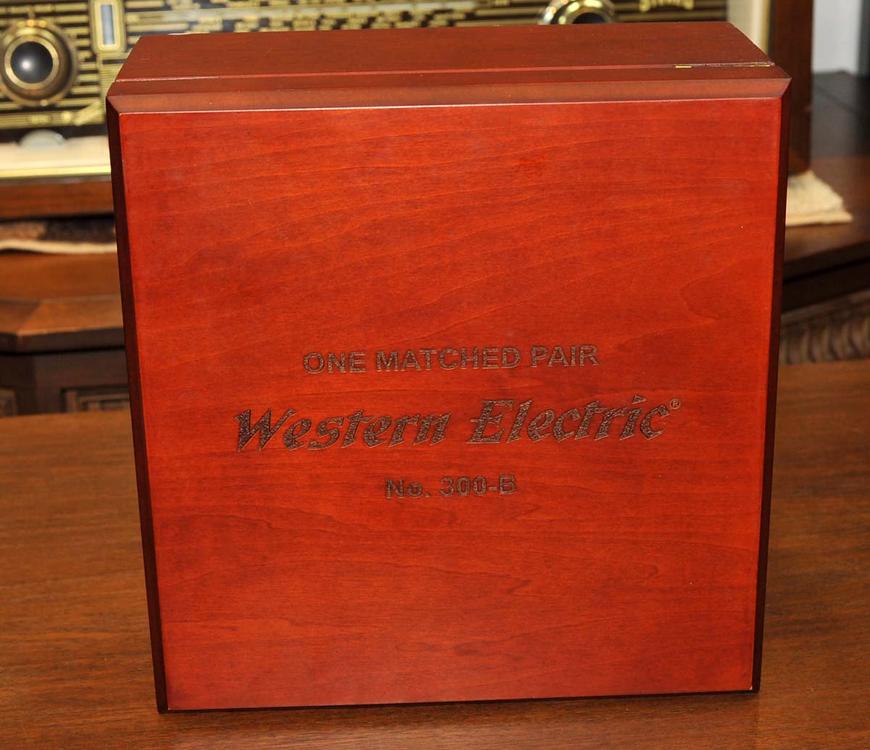 ONE MATCHED PAIR
Western Electric®
No. 300-B